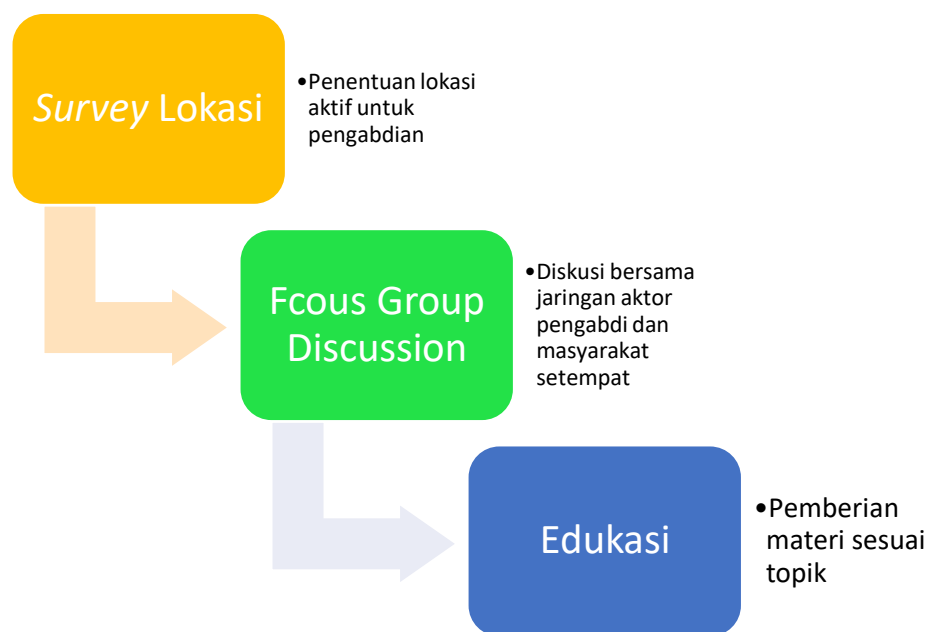 Survey Lokasi
•Penentuan lokasi
aktif untuk
pengabdian
Fcous Group
Discussion
•Diskusi bersama
jaringan aktor
pengabdi dan
masyarakat
setempat
Edukasi
•Pemberian
materi sesuai
topik